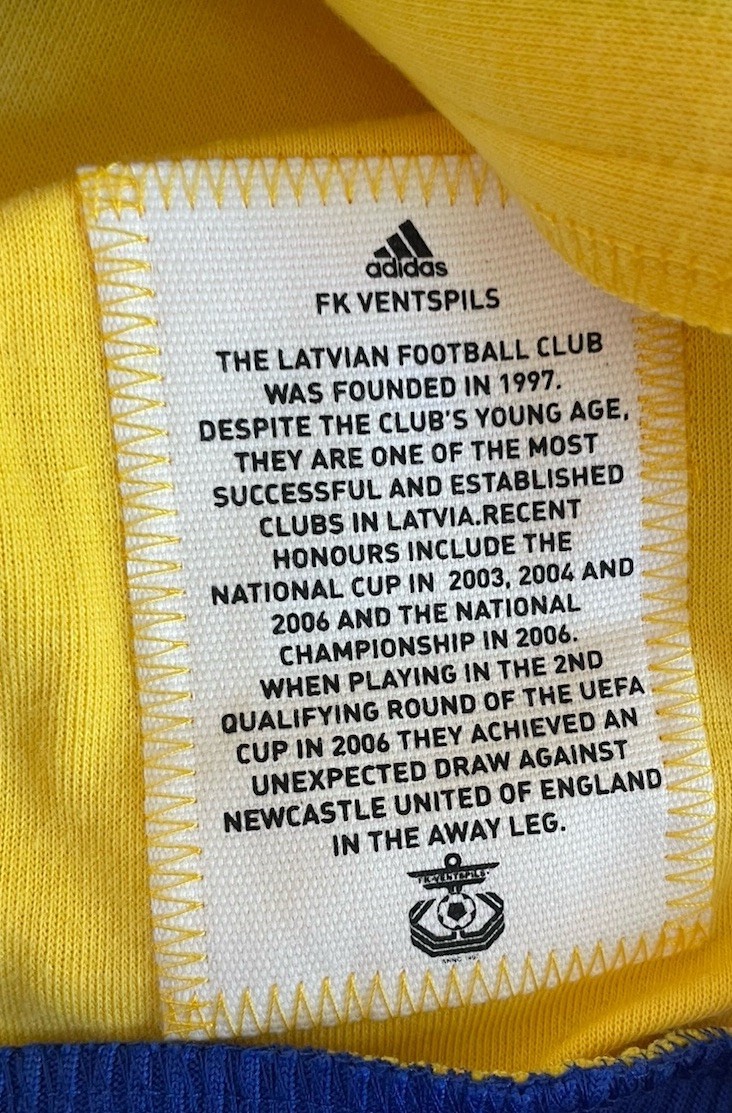 adidas
FK VENTSPILS
THE LATVIAN FOOTBALL CLUB
WAS FOUNDED IN 1997.
DESPITE THE CLUB'S YOUNG AGE,
THEY ARE ONE OF THE MOST
SUCCESSFUL AND ESTABLISHED
CLUBS IN LATVIA.RECENT
HONOURS INCLUDE THE
NATIONAL CUP IN 2003, 2004 AND
2006 AND THE NATIONAL
CHAMPIONSHIP IN 2006.
WHEN PLAYING IN THE 2ND
QUALIFYING ROUND OF THE UEFA
CUP IN 2006 THEY ACHIEVED AN
UNEXPECTED DRAW AGAINST
NEWCASTLE UNITED OF ENGLAND
IN THE AWAY LEG.
FK VENTSPILS